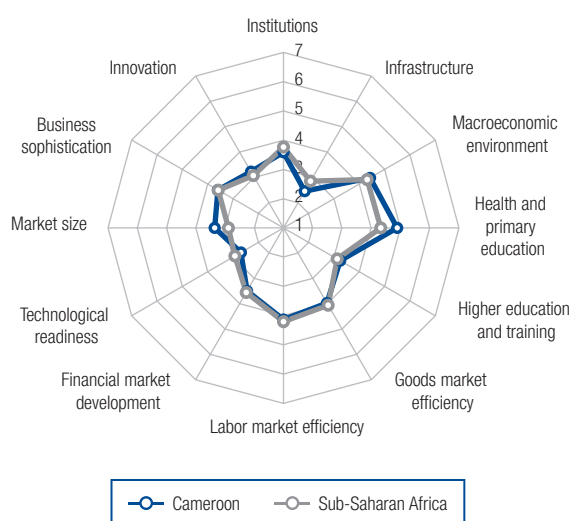 Institutions
7
Innovation
Infrastructure
6
5
Business
sophistication
Macroeconomic
environment
4
3
2
Market size
1
Health and
primary
education
Technological
readiness
Higher education
and training
Financial market
development
Goods market
efficiency
Labor market efficiency
Cameroon
Sub-Saharan Africa